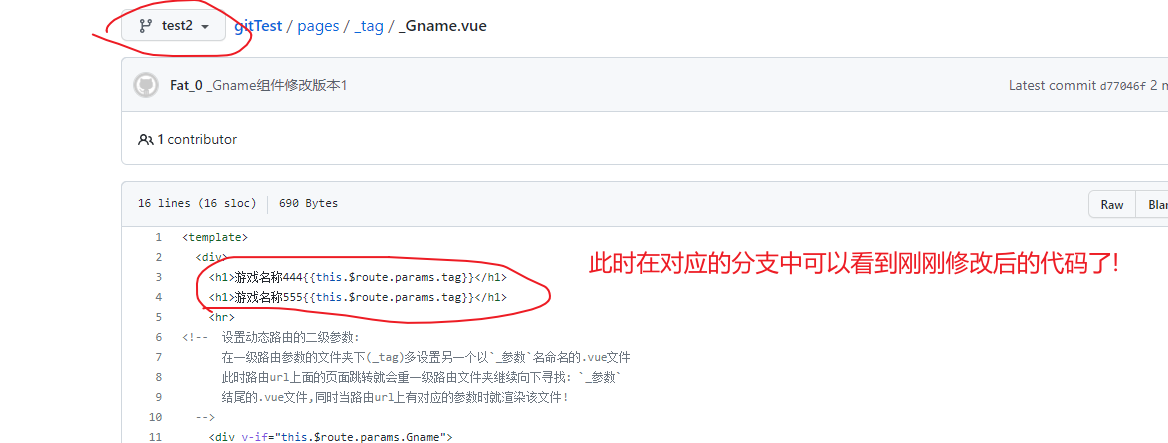 test2 gitTest / pages / _tag / _Gname.vue
Fat_0 _Gname组件修改版本1 Latest commit d77046f 2 m
1 contributor
16 lines (16 sloc) 690 Bytes Raw Blar
1 <template>
2 <div>
3 <h1>游戏名称444{{this.$route.params.tag}}</h1>
此时在对应的分支中可以看到刚刚修改后的代码了!
4 <h1>游戏名称555{{this.$route.params.tag}}</h1>
5 <hr>
6 <!-- 设置动态路由的二级参数:
7 在一级路由参数的文件夹下(_tag)多设置另一个以`_参数`名命名的.vue文件
8 此时路由url上面的页面跳转就会重一级路由文件夹继续向下寻找: `_参数`
9 结尾的.vue文件,同时当路由url上有对应的参数时就渲染该文件!
10 -->
11 <div v-if="this.$route.params.Gname">